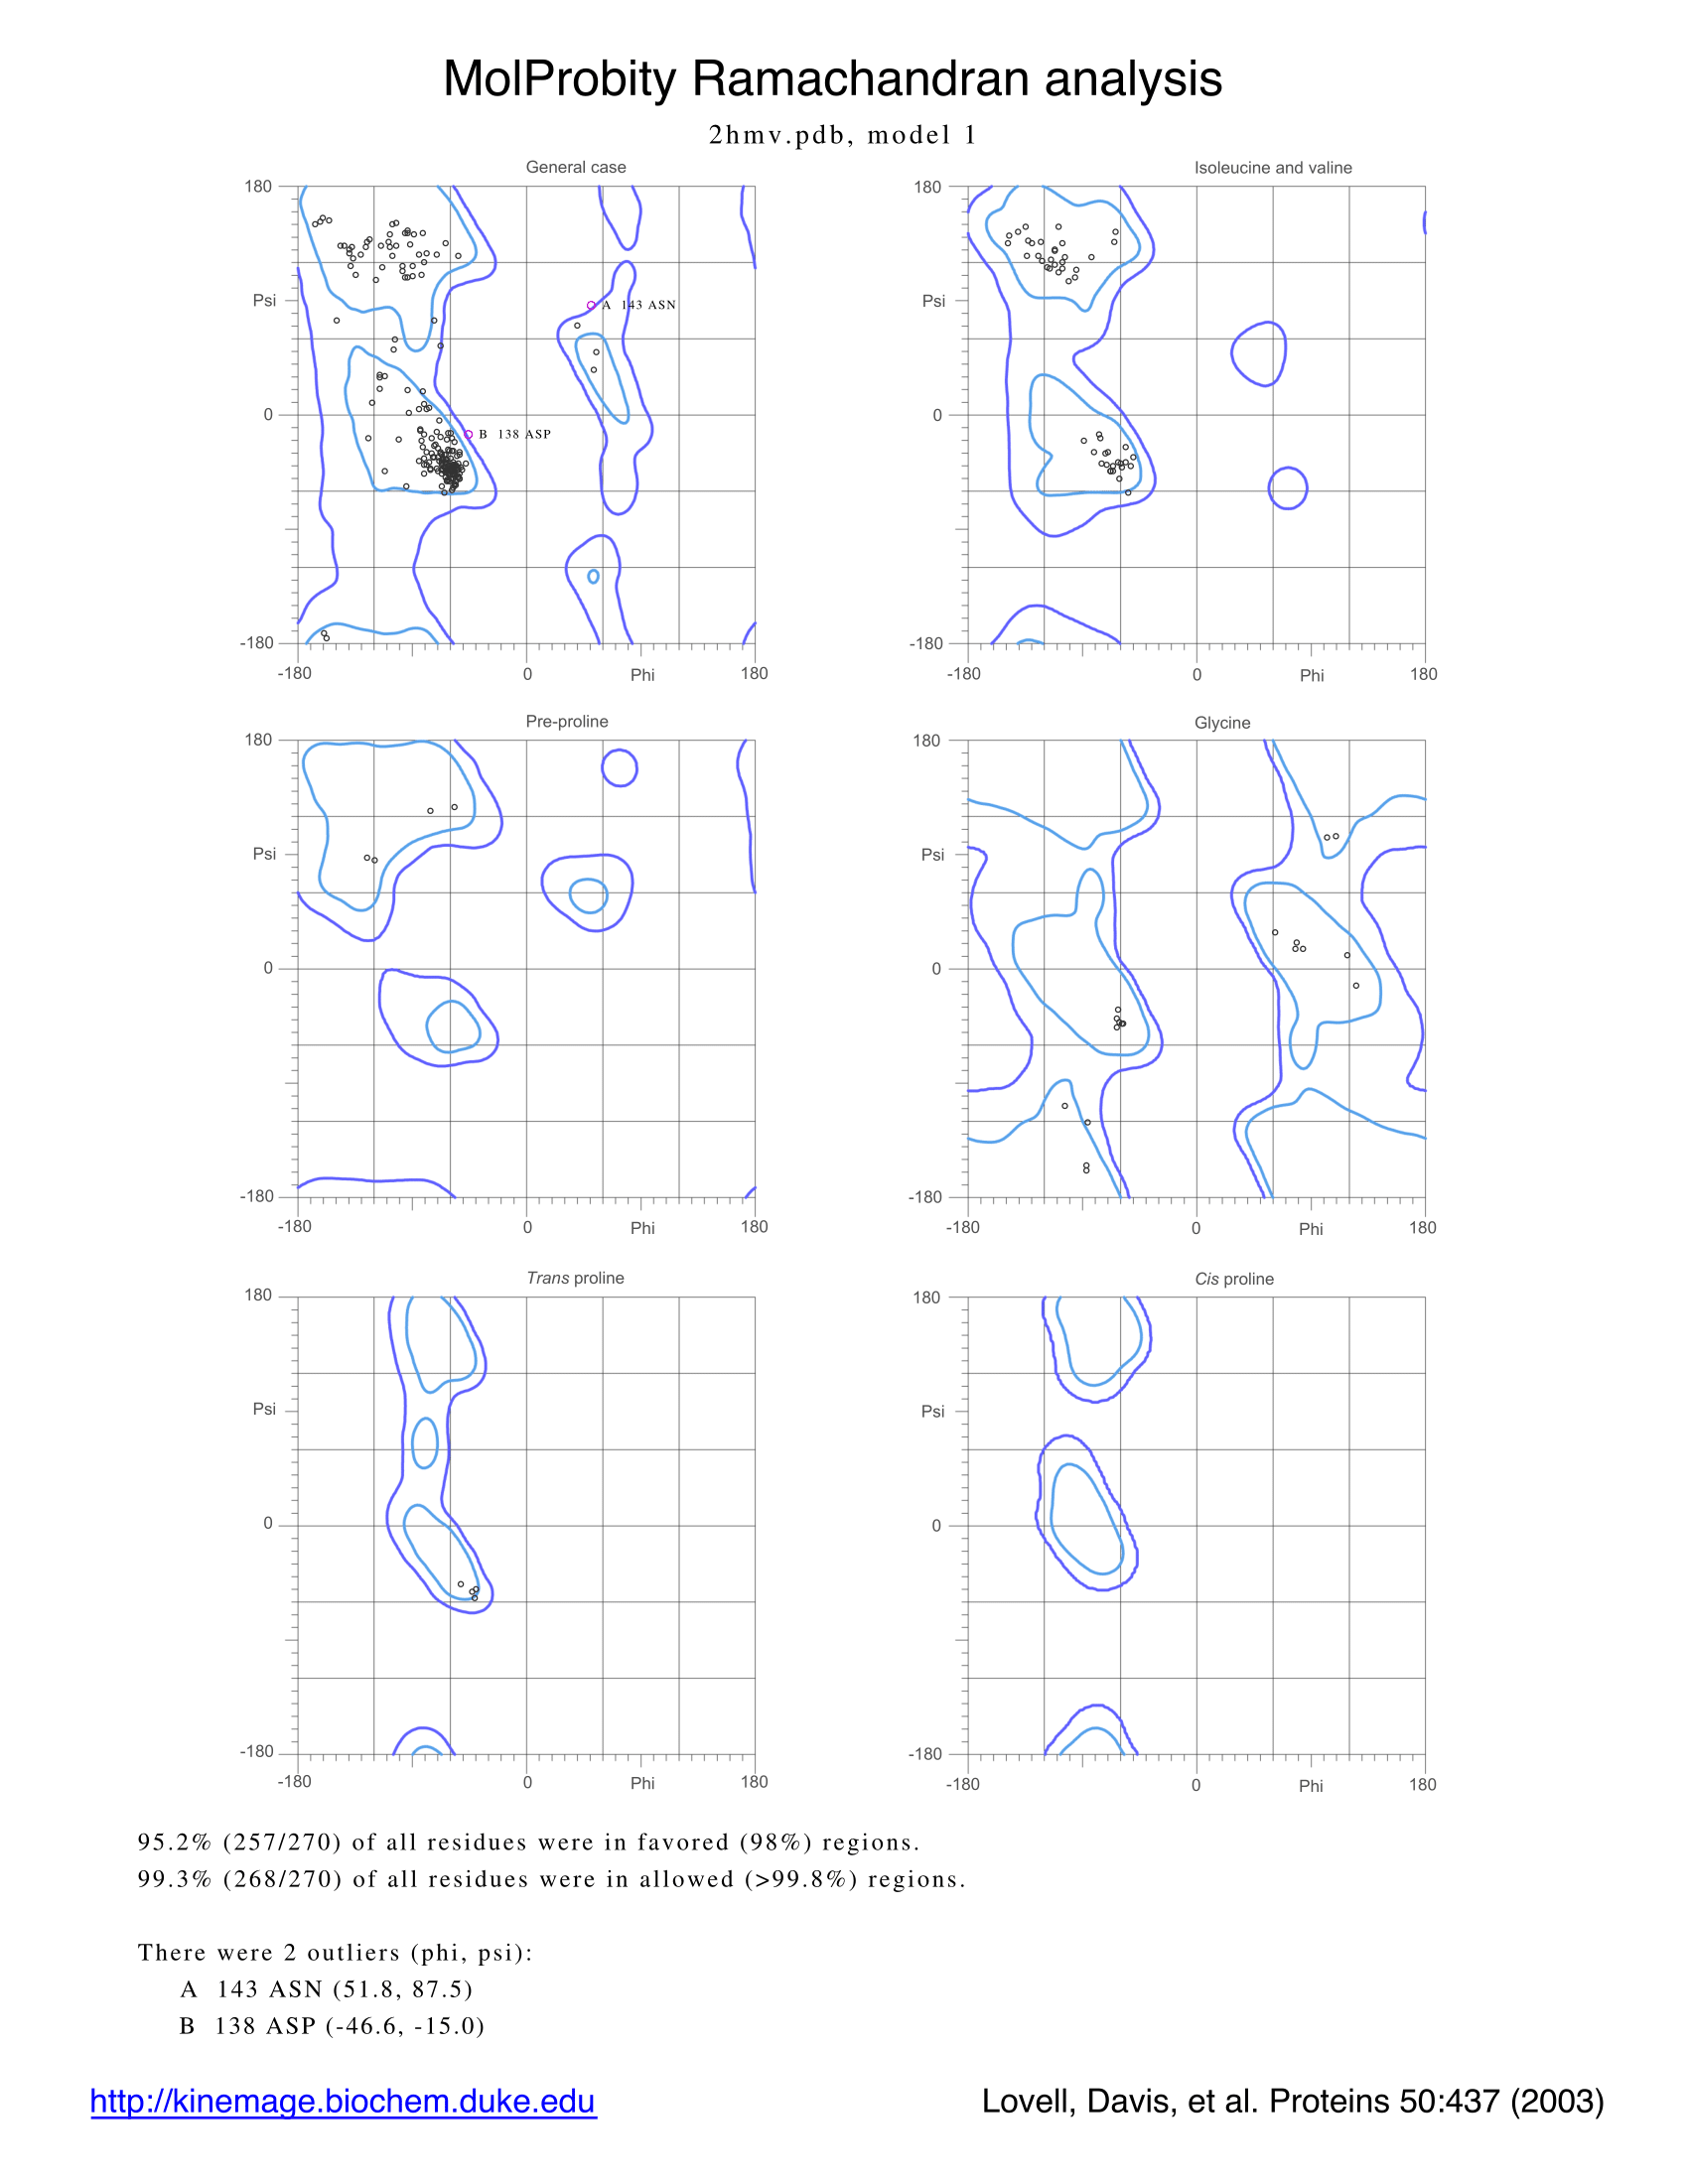 MolProbity Ramachandran analysis
2hmv.pdb, model 1
General case
180
Psi
0
-180
-180
0
Phi
180
A 143 ASN
B 138 ASP
Isoleucine and valine
180
Psi
0
-180
-180
0
Phi
180
Pre-proline
180
Psi
0
-180
-180
0
Phi
180
Glycine
180
Psi
0
-180
-180
0
Phi
180
Trans proline
180
Psi
0
-180
-180
0
Phi
180
Cis proline
180
Psi
0
-180
-180
0
Phi
180
95.2% (257/270) of all residues were in favored (98%) regions.
99.3% (268/270) of all residues were in allowed (>99.8%) regions.
There were 2 outliers (phi, psi):
A 143 ASN (51.8, 87.5)
B 138 ASP (-46.6, -15.0)
http://kinemage.biochem.duke.edu
Lovell, Davis, et al. Proteins 50:437 (2003)